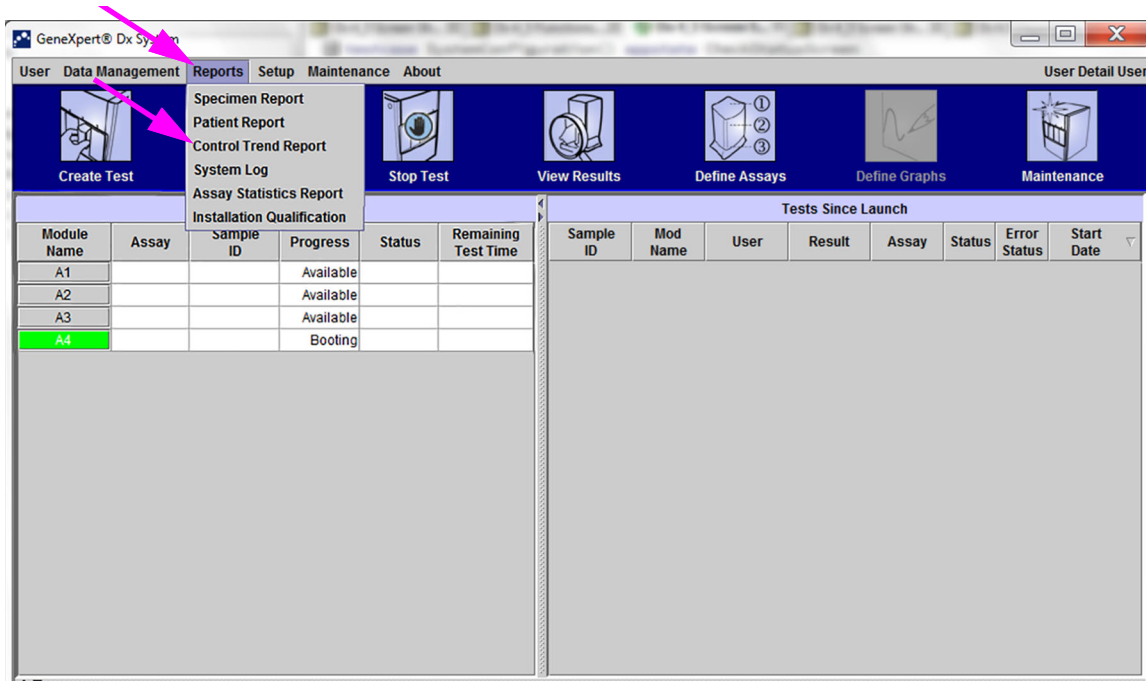 GeneXpert® Dx System
User Data Management Reports Setup Maintenance About User Detail User
Specimen Report
Patient Report
Control Trend Report
System Log
Assay Statistics Report
Installation Qualification
Create Test Stop Test View Results Define Assays Define Graphs Maintenance
Tests Since Launch
Module Name Assay Sample ID Progress Status Remaining Test Time
A1 Available
A2 Available
A3 Available
A4 Booting
Sample ID Mod Name User Result Assay Status Error Status Start Date